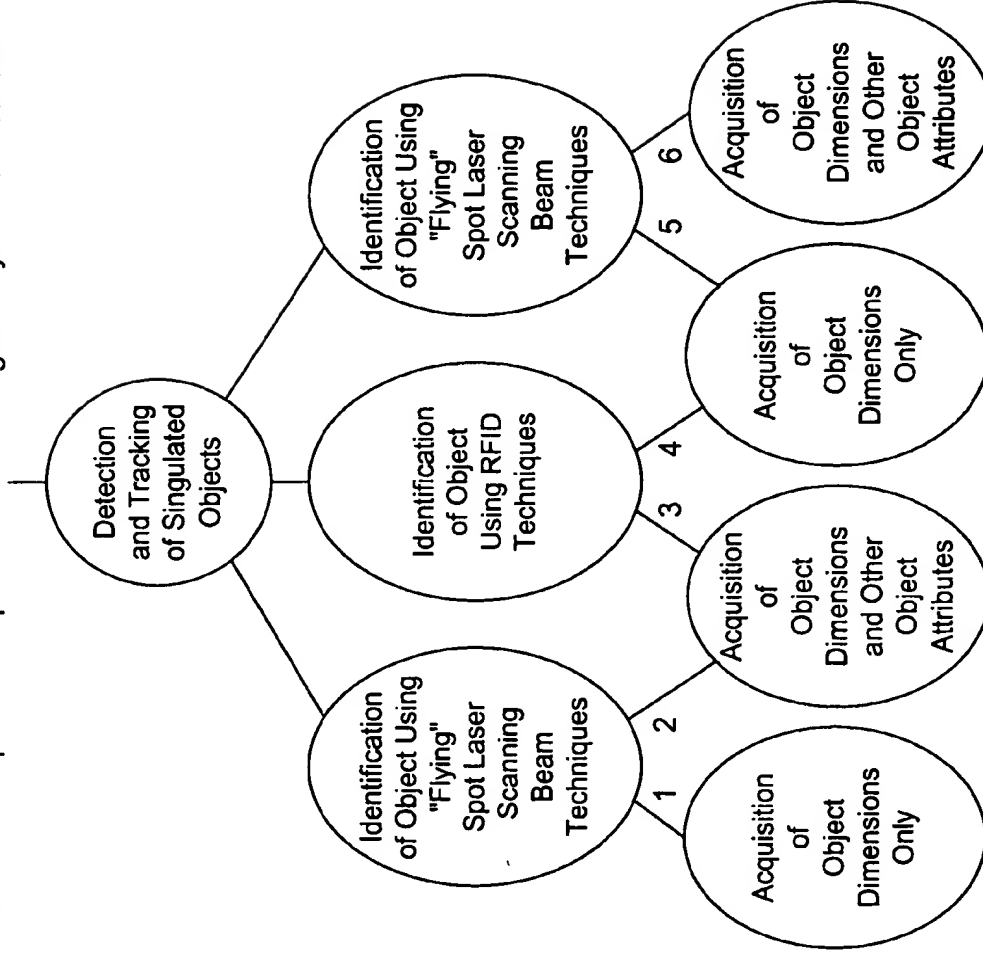 Detection
and Tracking
of Singulated
Objects
Identification
of Object Using
"Flying"
Spot Laser
Scanning
Beam
Techniques
Identification
of Object
Using RFID
Techniques
Identification
of Object Using
"Flying"
Spot Laser
Scanning
Beam
Techniques
1
2
3
4
5
6
Acquisition
of
Object
Dimensions
Only
Acquisition
of
Object
Dimensions
and Other
Object
Attributes
Acquisition
of
Object
Dimensions
Only
Acquisition
of
Object
Dimensions
and Other
Object
Attributes